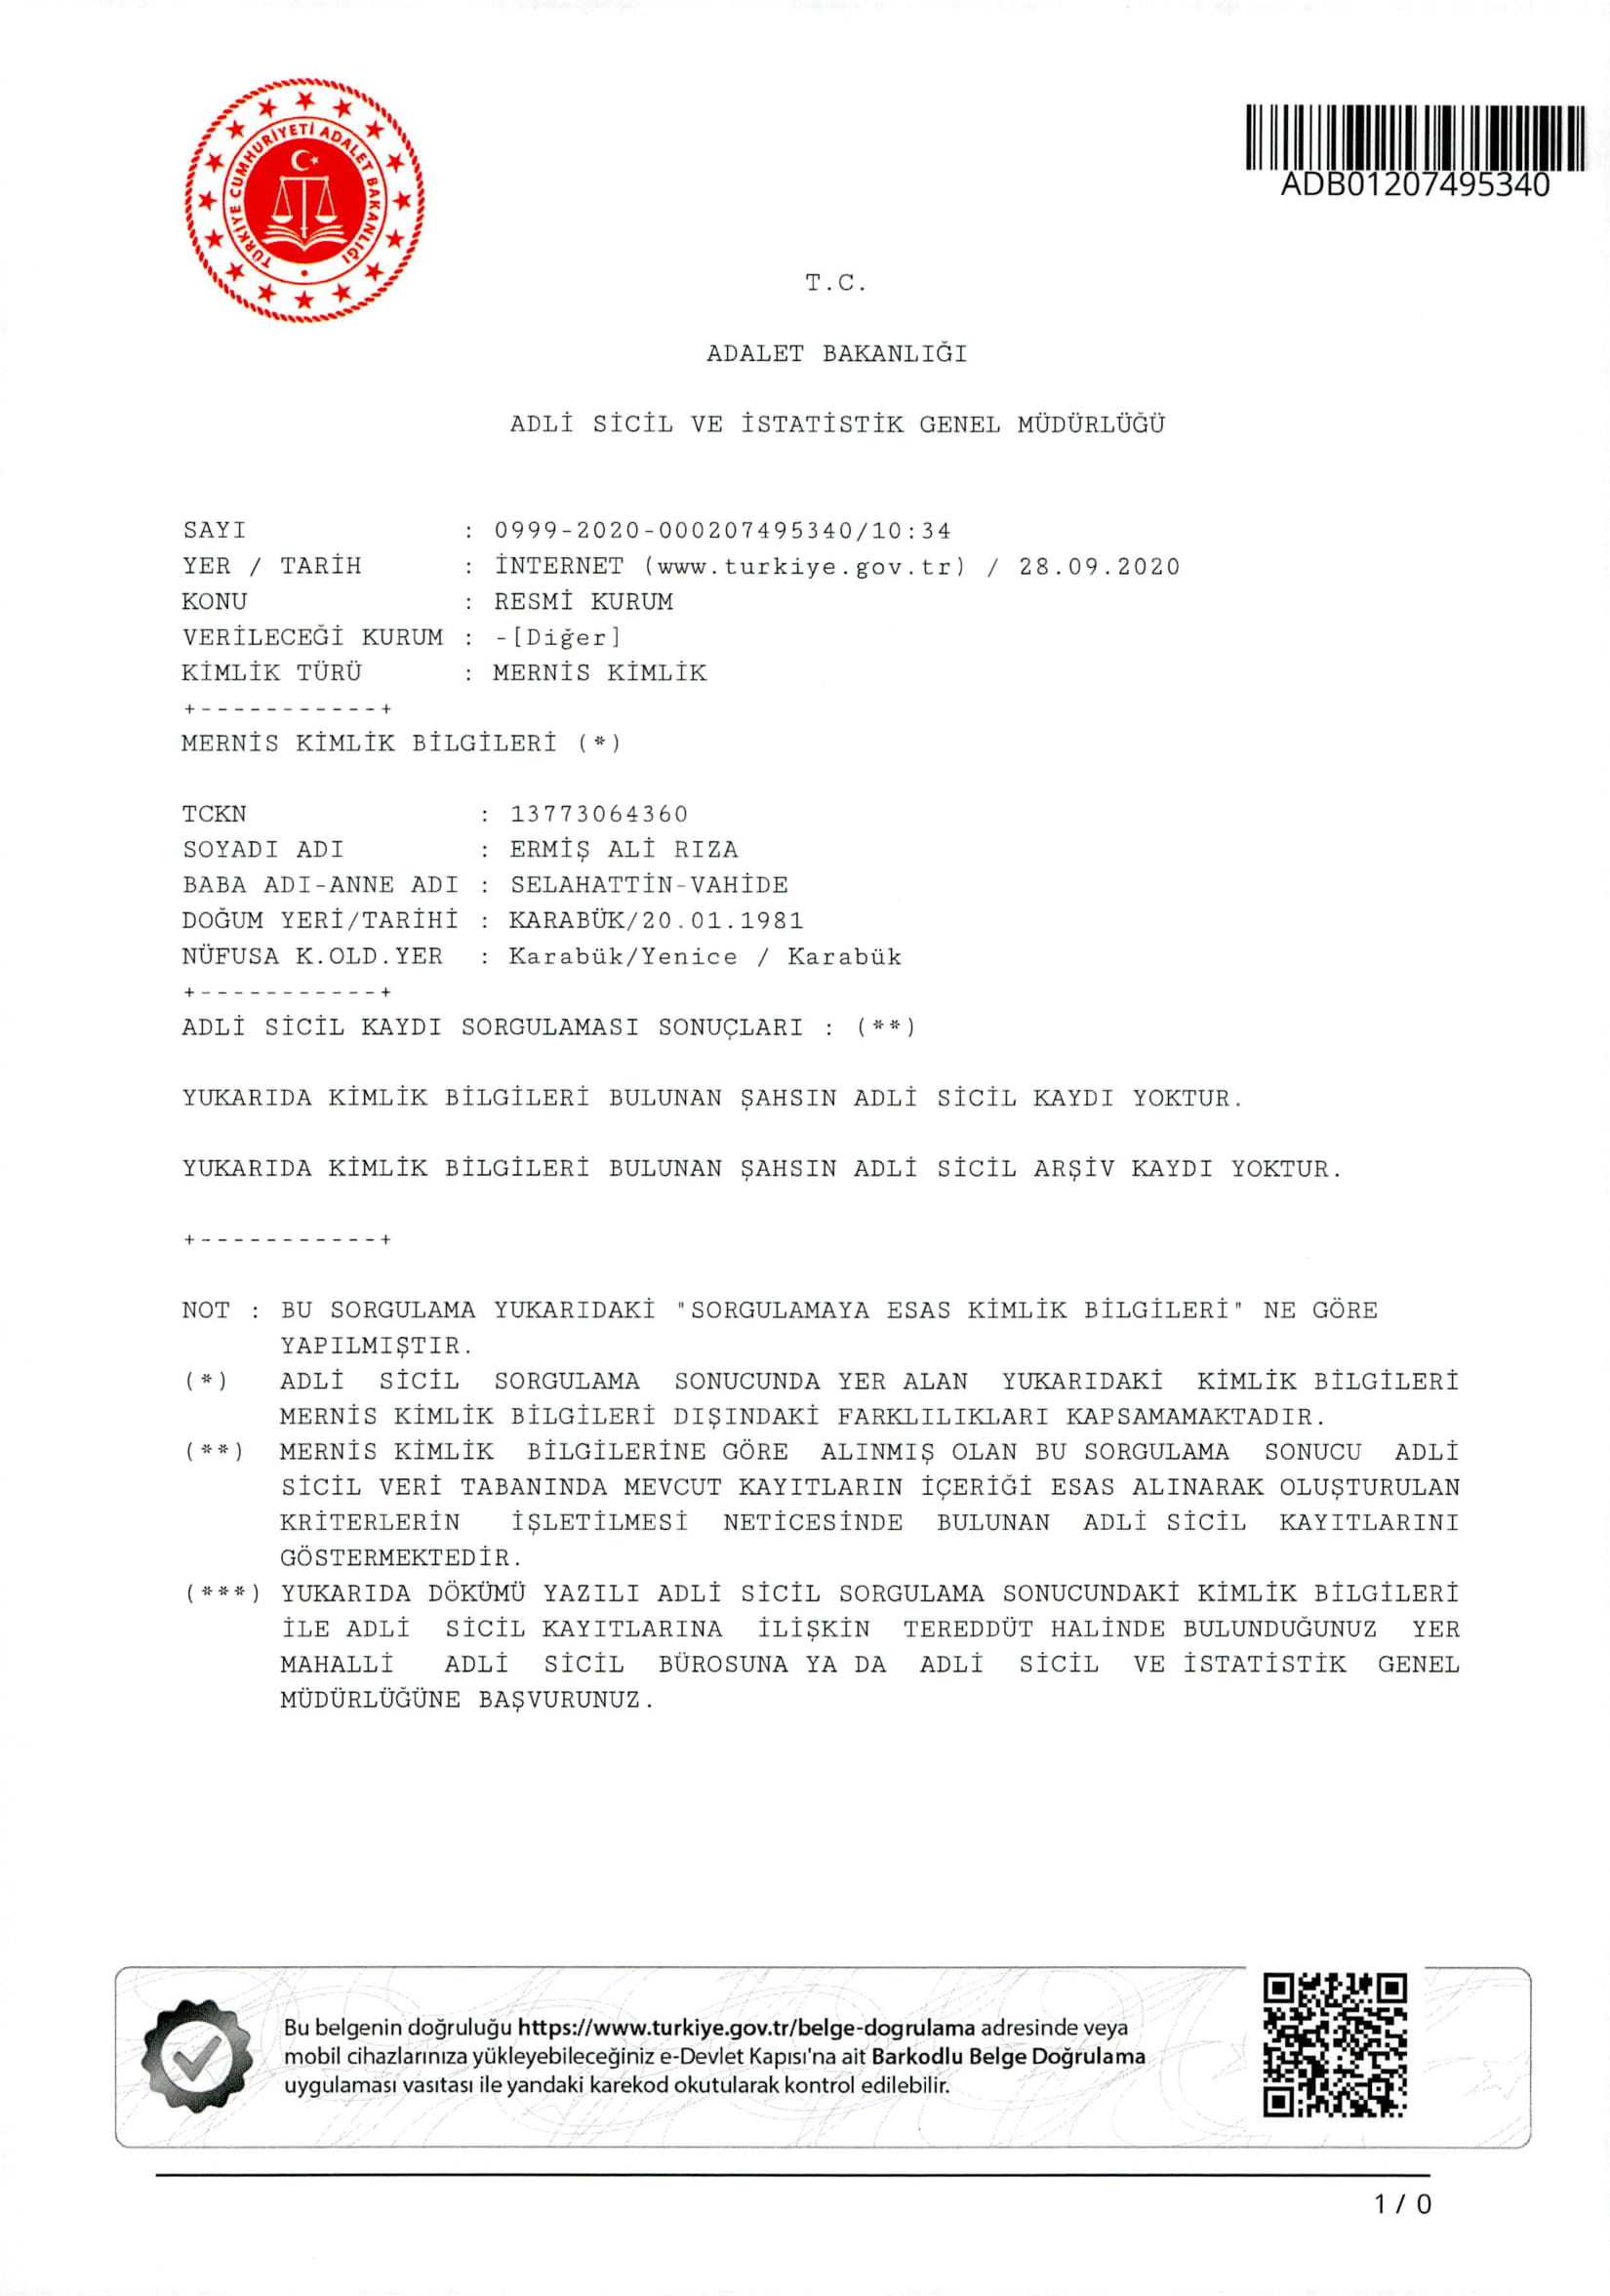 TÜRKİYE CUMHURİYETİ ADALET BAKANLIĞI
ADB01207495340
T.C.
ADALET BAKANLIĞI
ADLİ SİCİL VE İSTATİSTİK GENEL MÜDÜRLÜĞÜ
SAYI : 0999-2020-000207495340/10:34
YER / TARİH : İNTERNET (www.turkiye.gov.tr) / 28.09.2020
KONU : RESMİ KURUM
VERİLECEĞİ KURUM : -[Diğer]
KİMLİK TÜRÜ : MERNİS KİMLİK
+-----------+
MERNİS KİMLİK BİLGİLERİ (*)
TCKN : 13773064360
SOYADI ADI : ERMİŞ ALİ RIZA
BABA ADI-ANNE ADI : SELAHATTİN-VAHİDE
DOĞUM YERİ/TARİHİ : KARABÜK/20.01.1981
NÜFUSA K.OLD.YER : Karabük/Yenice / Karabük
+-----------+
ADLİ SİCİL KAYDI SORGULAMASI SONUÇLARI : (**)
YUKARIDA KİMLİK BİLGİLERİ BULUNAN ŞAHSIN ADLİ SİCİL KAYDI YOKTUR.
YUKARIDA KİMLİK BİLGİLERİ BULUNAN ŞAHSIN ADLİ SİCİL ARŞİV KAYDI YOKTUR.
+-----------+
NOT : BU SORGULAMA YUKARIDAKİ "SORGULAMAYA ESAS KİMLİK BİLGİLERİ" NE GÖRE
YAPILMIŞTIR.
(*) ADLİ SİCİL SORGULAMA SONUCUNDA YER ALAN YUKARIDAKİ KİMLİK BİLGİLERİ
MERNİS KİMLİK BİLGİLERİ DIŞINDAKİ FARKLILIKLARI KAPSAMAMAKTADIR.
(**) MERNİS KİMLİK BİLGİLERİNE GÖRE ALINMIŞ OLAN BU SORGULAMA SONUCU ADLİ
SİCİL VERİ TABANINDA MEVCUT KAYITLARIN İÇERİĞİ ESAS ALINARAK OLUŞTURULAN
KRİTERLERİN İŞLETİLMESİ NETİCESİNDE BULUNAN ADLİ SİCİL KAYITLARINI
GÖSTERMEKTEDİR.
(***) YUKARIDA DÖKÜMÜ YAZILI ADLİ SİCİL SORGULAMA SONUCUNDAKİ KİMLİK BİLGİLERİ
İLE ADLİ SİCİL KAYITLARINA İLİŞKİN TEREDDÜT HALİNDE BULUNDUĞUNUZ YER
MAHALLİ ADLİ SİCİL BÜROSUNA YA DA ADLİ SİCİL VE İSTATİSTİK GENEL
MÜDÜRLÜĞÜNE BAŞVURUNUZ.
Bu belgenin doğruluğu https://www.turkiye.gov.tr/belge-dogrulama adresinde veya
mobil cihazlarınıza yükleyebileceğiniz e-Devlet Kapısı'na ait Barkodlu Belge Doğrulama
uygulaması vasıtası ile yandaki karekod okutularak kontrol edilebilir.
1 / 0